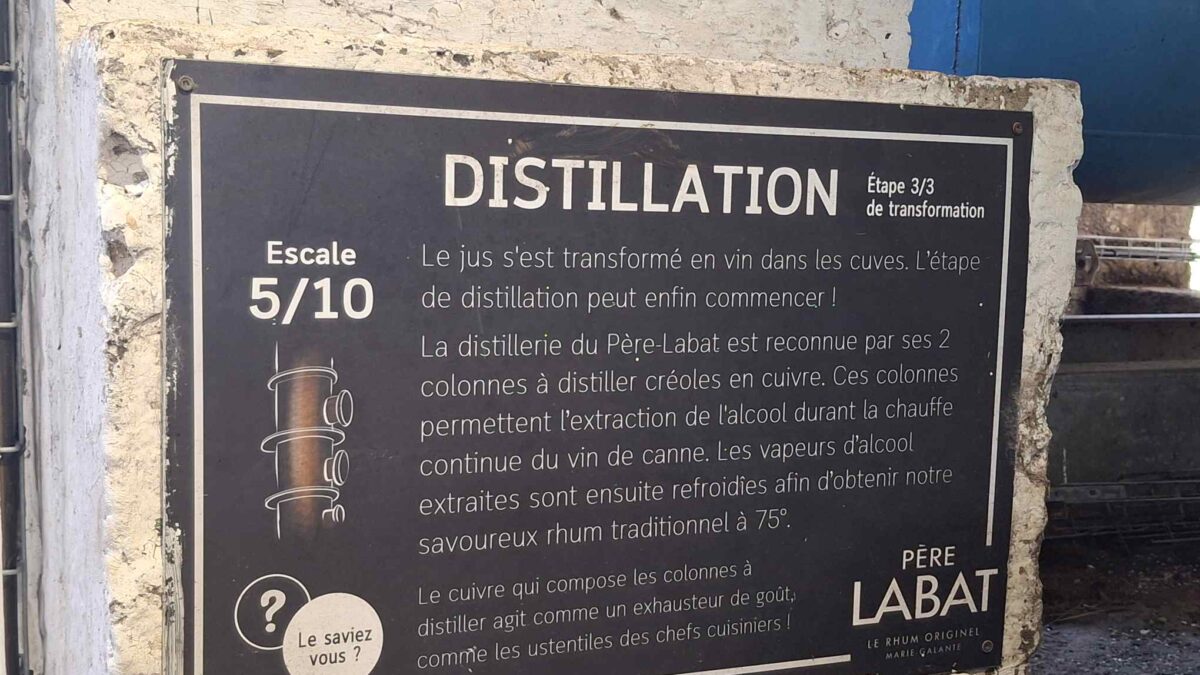 DISTILLATION
Étape 3/3
de transformation
Escale
5/10
Le jus s'est transformé en vin dans les cuves. L'étape
de distillation peut enfin commencer !
La distillerie du Père-Labat est reconnue par ses 2
colonnes à distiller créoles en cuivre. Ces colonnes
permettent l'extraction de l'alcool durant la chauffe
continue du vin de canne. Les vapeurs d'alcool
extraites sont ensuite refroidies afin d'obtenir notre
savoureux rhum traditionnel à 75°.
?
Le saviez
vous ?
Le cuivre qui compose les colonnes à
distiller agit comme un exhausteur de goût,
comme les ustentiles des chefs cuisiniers !
PÈRE
LABAT
LE RHUM ORIGINEL
MARIE-GALANTE